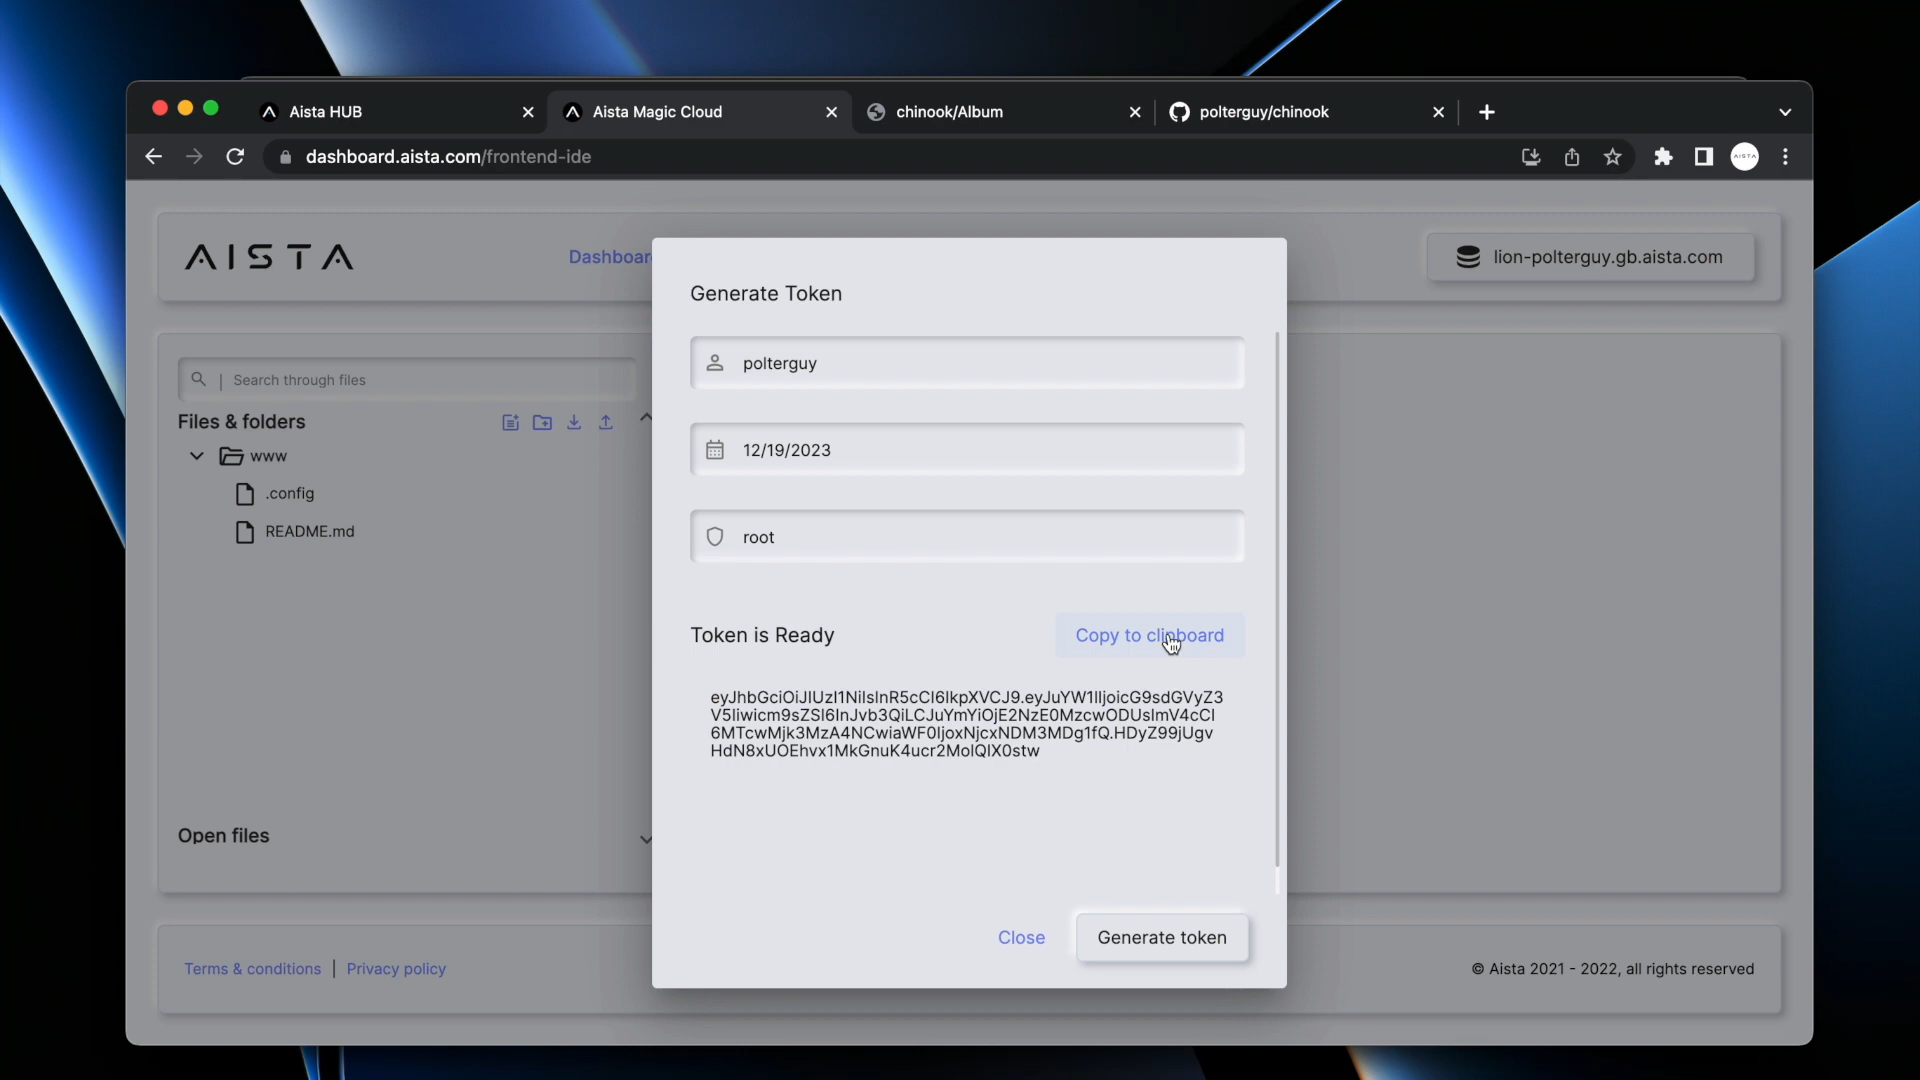 Aista HUB
Aista Magic Cloud
chinook/Album
polterguy/chinook
dashboard.aista.com/frontend-ide
AISTA
AISTA
Dashboar
lion-polterguy.gb.aista.com
Generate Token
polterguy
12/19/2023
root
Search through files
Files & folders
www
.config
README.md
Token is Ready
Copy to clipboard
eyJhbGciOiJIUzI1NiIsInR5cCI6IkpXVCJ9.eyJuYW1lIjoicG9sdGVyZ3
V5Iiwicm9sZSI6InJvb3QiLCJuYmYiOjE2NzE0MzcwODUsImV4cCI
6MTcwMjk3MzA4NCwiaWF0IjoxNjcxNDM3MDg1fQ.HDyZ99jUgv
HdN8xUOEhvx1MkGnuK4ucr2MolQIX0stw
Open files
Close
Generate token
Terms & conditions
Privacy policy
© Aista 2021 - 2022, all rights reserved